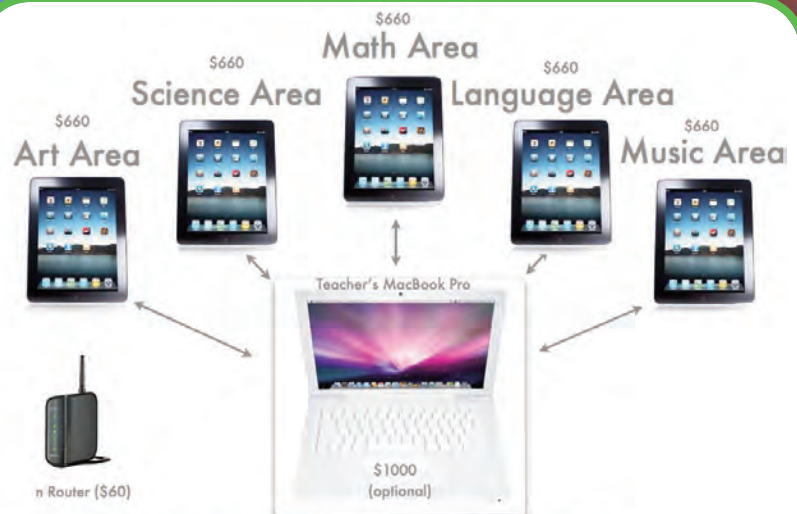 $660
Math Area
$660
Science Area
$660
Language Area
$660
Art Area
$660
Music Area
Teacher's MacBook Pro
$1000
(optional)
n Router ($60)